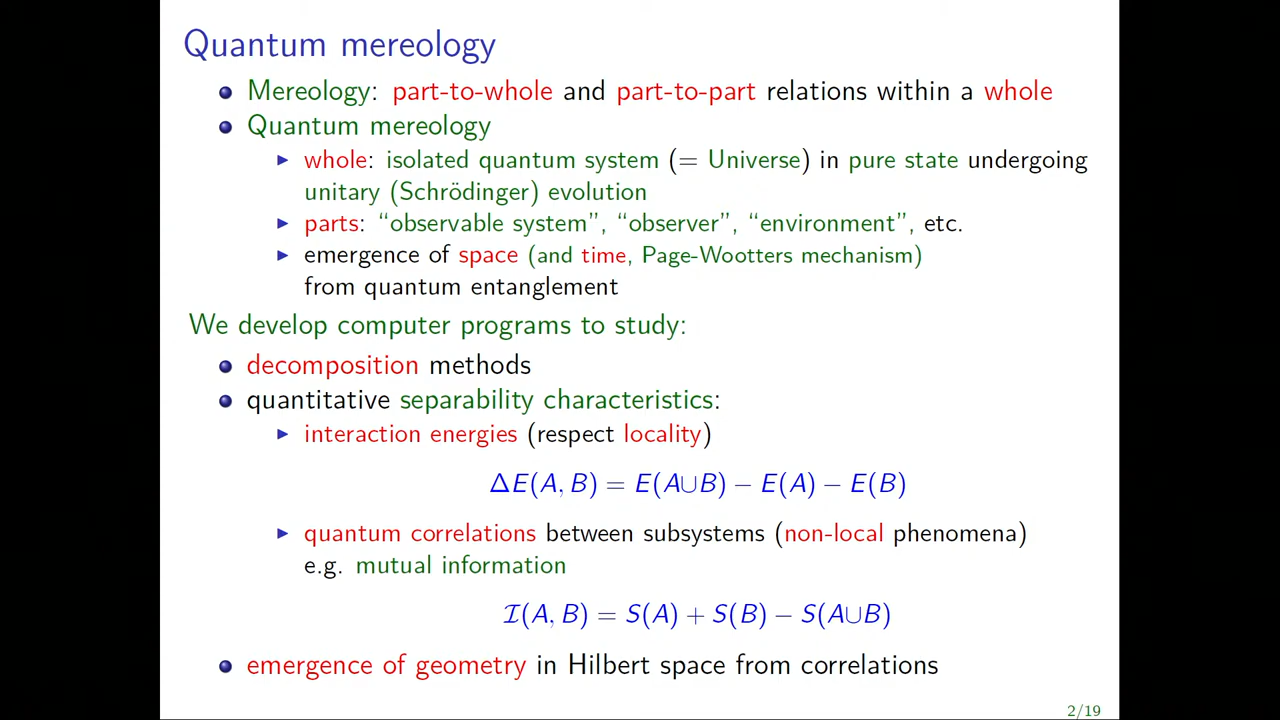 Quantum mereology
Mereology: part-to-whole and part-to-part relations within a whole
Quantum mereology
whole: isolated quantum system (= Universe) in pure state undergoing
unitary (Schrödinger) evolution
parts: “observable system”, “observer”, “environment”, etc.
emergence of space (and time, Page-Wootters mechanism)
from quantum entanglement
We develop computer programs to study:
decomposition methods
quantitative separability characteristics:
interaction energies (respect locality)
ΔE(A, B) = E(A∪B) − E(A) − E(B)
quantum correlations between subsystems (non-local phenomena)
e.g. mutual information
ℐ(A, B) = S(A) + S(B) − S(A∪B)
emergence of geometry in Hilbert space from correlations
2/19